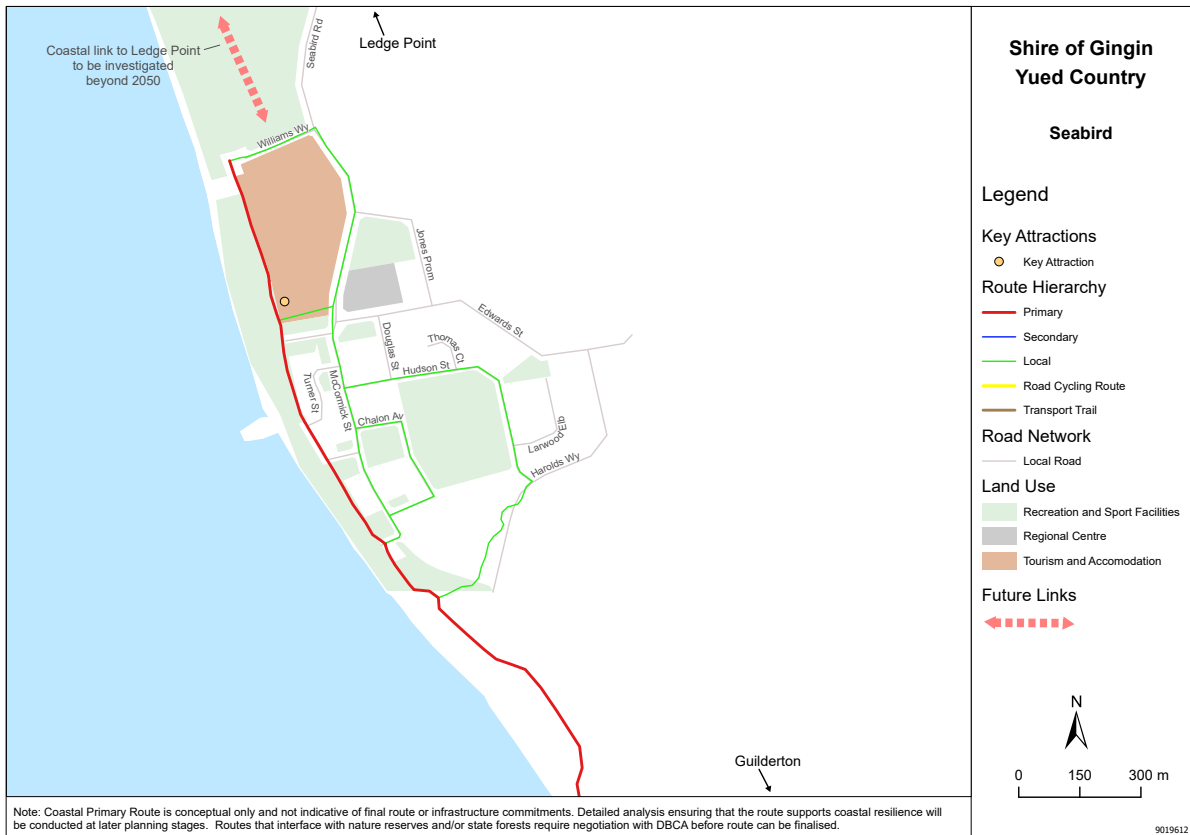 Coastal link to Ledge Point
to be investigated
beyond 2050
Seabird Rd
Ledge Point
Williams Wy
Jones Prom
Edwards St
Douglas St
Thomas Ct
Hudson St
Turner St
McCormick St
Chalon Av
Larwood Elb
Harolds Wy
Guilderton
Note: Coastal Primary Route is conceptual only and not indicative of final route or infrastructure commitments. Detailed analysis ensuring that the route supports coastal resilience will
be conducted at later planning stages. Routes that interface with nature reserves and/or state forests require negotiation with DBCA before route can be finalised.
Shire of Gingin
Yued Country
Seabird
Legend
Key Attractions
Key Attraction
Route Hierarchy
Primary
Secondary
Local
Road Cycling Route
Transport Trail
Road Network
Local Road
Land Use
Recreation and Sport Facilities
Regional Centre
Tourism and Accomodation
Future Links
N
0 150 300 m
9019612